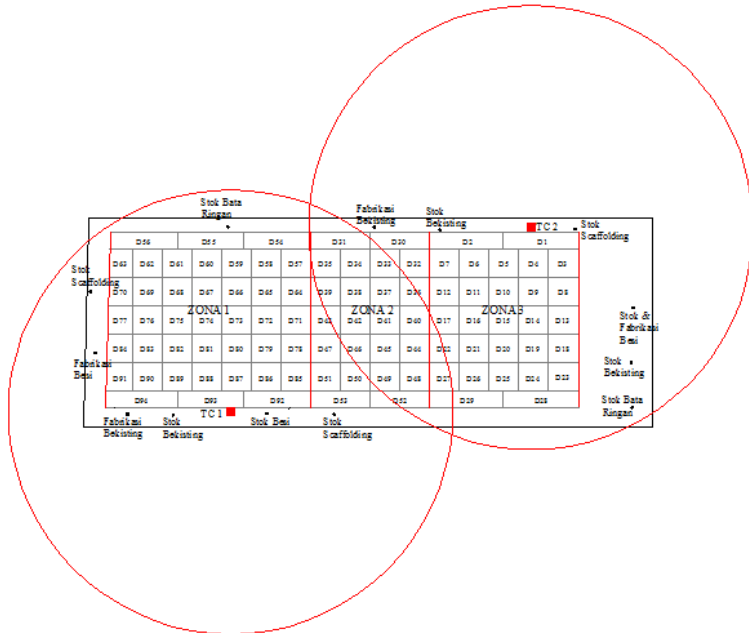 Stok Bata
Ringan
Fabrikasi
Bekisting
Stok
Bekisting
TC 2
Stok
Scaffolding
D56 D55 D54 D31 D30 D2 D1
D63 D62 D61 D60 D59 D58 D57 D35 D34 D33 D32 D7 D6 D5 D4 D3
Stok
Scaffolding
D70 D69 D68 D67 D66 D65 D64 D39 D38 D37 D36 D12 D11 D10 D9 D8
ZONA 1 ZONA 2 ZONA 3
D77 D76 D75 D74 D73 D72 D71 D42 D41 D40 D17 D16 D15 D14 D13
Stok &
Fabrikasi
Besi
D84 D83 D82 D81 D80 D79 D78 D47 D46 D45 D44 D22 D21 D20 D19 D18
Fabrikasi
Besi
Stok
Bekisting
D91 D90 D89 D88 D87 D86 D85 D51 D50 D49 D48 D27 D26 D25 D24 D23
D94 D93 D92 D53 D52 D29 D28
Stok Bata
Ringan
TC 1
Fabrikasi
Bekisting
Stok
Bekisting
Stok Besi
Stok
Scaffolding